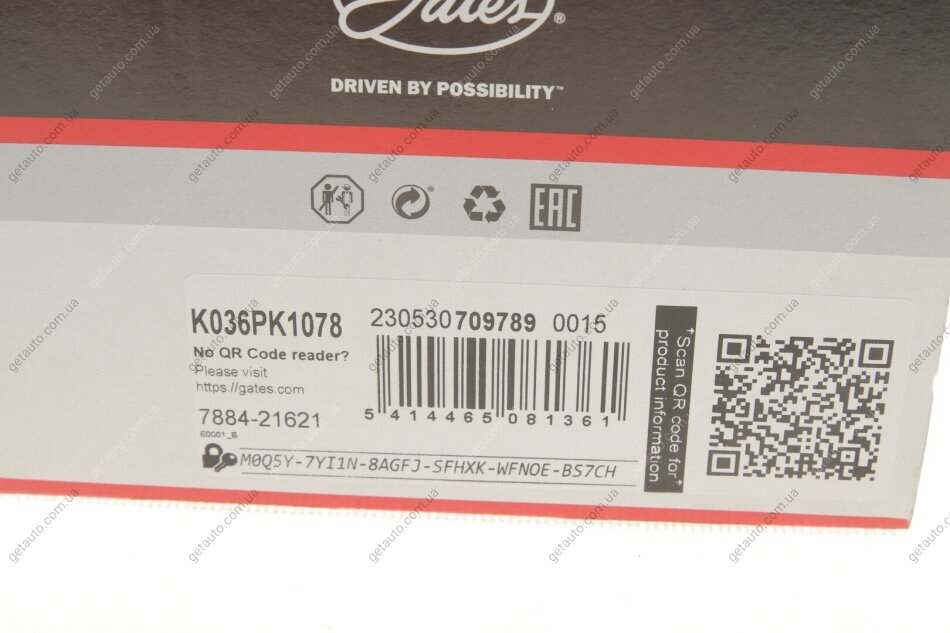 Gates®
DRIVEN BY POSSIBILITY™
EAC
K036PK1078
230530709789 0015
No QR Code reader?
Please visit
https://gates.com
7884-21621
E0001_B
5 414465 081361
M0Q5Y-7YI1N-8AGFJ-SFHXK-WFNOE-BS7CH
*Scan QR code for*
product information
getauto.com.ua